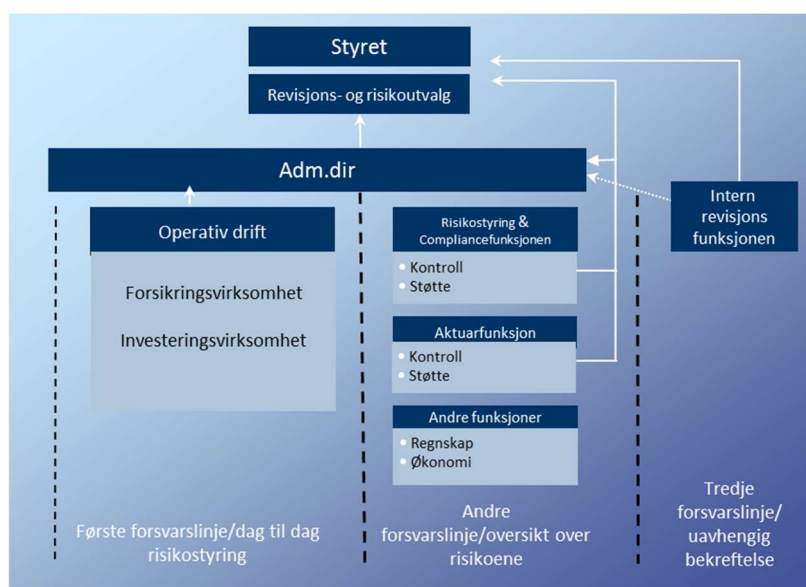 Styret
Revisjons- og risikoutvalg
Adm.dir
Operativ drift
Forsikringsvirksomhet
Investeringsvirksomhet
Risikostyring &
Compliancefunksjonen
• Kontroll
• Støtte
Aktuarfunksjon
• Kontroll
• Støtte
Andre funksjoner
• Regnskap
• Økonomi
Intern
revisjons
funksjonen
Første forsvarslinje/dag til dag
risikostyring
Andre
forsvarslinje/oversikt over
risikoene
Tredje
forsvarslinje/
uavhengig
bekreftelse